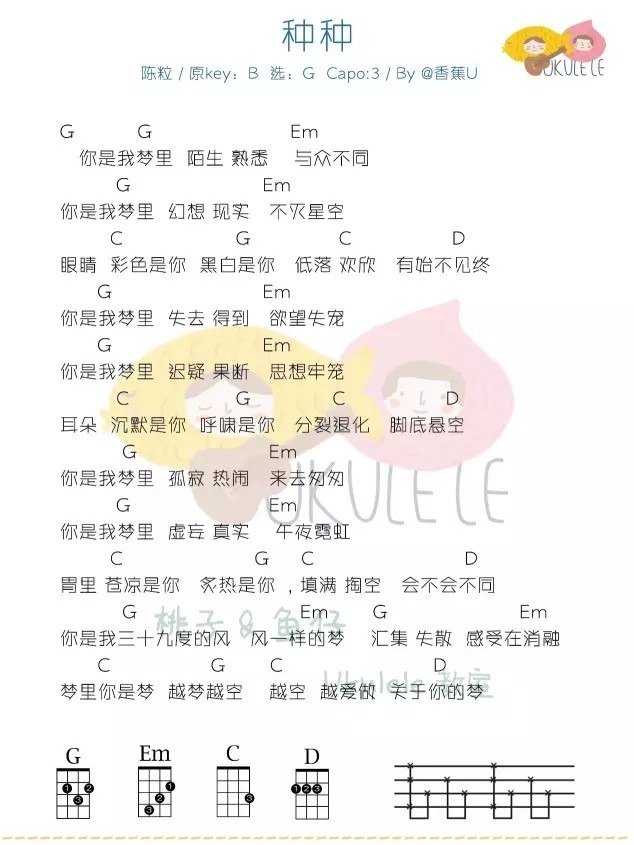 种种
UKULELE
陈粒 / 原key：B 选：G Capo:3 / By @香蕉U
G G Em
你是我梦里 陌生 熟悉 与众不同
G Em
你是我梦里 幻想 现实 不灭星空
C G C D
眼睛 彩色是你 黑白是你 低落 欢欣 有始不见终
G Em
你是我梦里 失去 得到 欲望失宠
G Em
你是我梦里 迟疑 果断 思想牢笼
C G C D
耳朵 沉默是你 呼啸是你 分裂退化 脚底悬空
G Em
你是我梦里 孤寂 热闹 来去匆匆
UKULELE
G Em
你是我梦里 虚妄 真实 午夜霓虹
C G C D
胃里 苍凉是你 炙热是你 ，填满 掏空 会不会不同
G Em G Em
桃子 & 鱼仔
你是我三十九度的风 风一样的梦 汇集 失散 感受在消融
C G C D
Ukulele 教室
梦里你是梦 越梦越空 越空 越爱做 关于你的梦
G Em C D
1 2 3 1 2 3 3 1 2 3